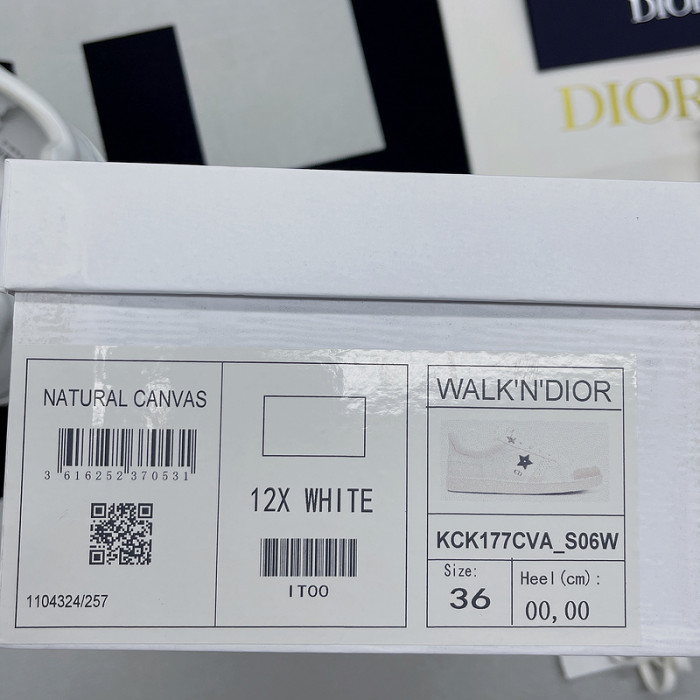 DIOR
DIOR
NATURAL CANVAS
3 616252 370531
1104324/257
12X WHITE
IT00
WALK'N'DIOR
KCK177CVA_S06W
Size:
36
Heel(cm):
00,00